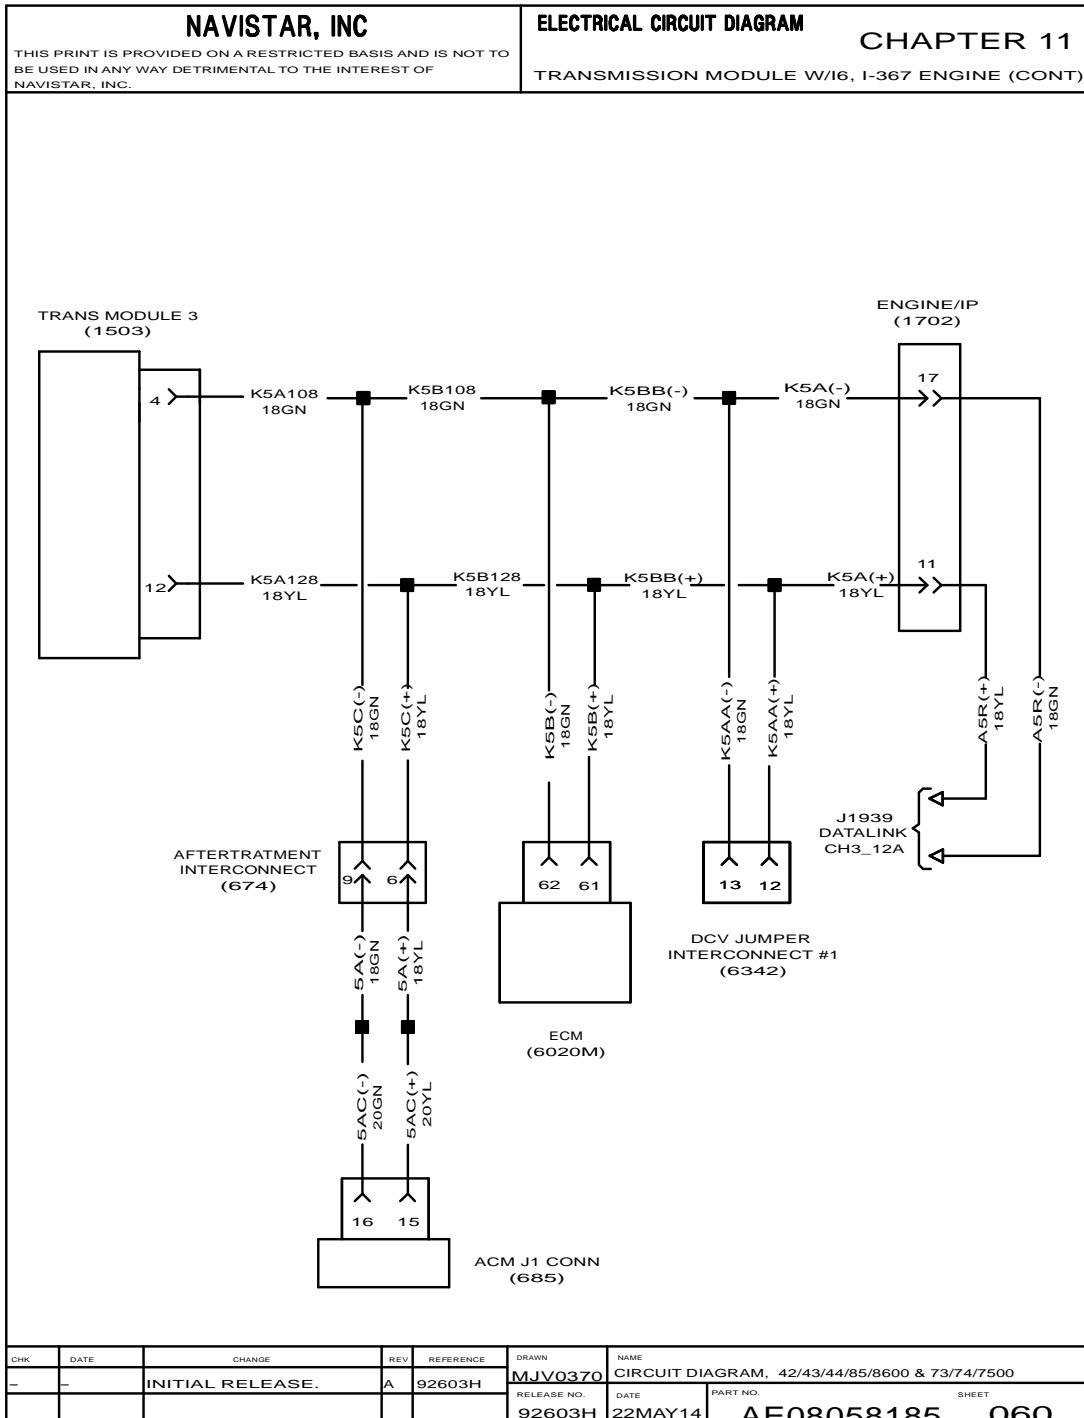 NAVISTAR, INC
THIS PRINT IS PROVIDED ON A RESTRICTED BASIS AND IS NOT TO
BE USED IN ANY WAY DETRIMENTAL TO THE INTEREST OF
NAVISTAR, INC.
ELECTRICAL CIRCUIT DIAGRAM
CHAPTER 11
TRANSMISSION MODULE W/I6, I-367 ENGINE (CONT)
TRANS MODULE 3
(1503)
ENGINE/IP
(1702)
4
K5A108
18GN
K5B108
18GN
K5BB(-)
18GN
K5A(-)
18GN
17
12
K5A128
18YL
K5B128
18YL
K5BB(+)
18YL
K5A(+)
18YL
11
K5C(-)
18GN
K5C(+)
18YL
K5B(-)
18GN
K5B(+)
18YL
K5AA(-)
18GN
K5AA(+)
18YL
A5R(+)
18YL
A5R(-)
18GN
J1939
DATALINK
CH3_12A
AFTERTRATMENT
INTERCONNECT
(674)
9
6
62
61
13
12
5A(-)
18GN
5A(+)
18YL
DCV JUMPER
INTERCONNECT #1
(6342)
ECM
(6020M)
5AC(-)
20GN
5AC(+)
20YL
16
15
ACM J1 CONN
(685)
CHK
DATE
CHANGE
REV
REFERENCE
DRAWN
NAME
-
-
INITIAL RELEASE.
A
92603H
MJV0370
CIRCUIT DIAGRAM, 42/43/44/85/8600 & 73/74/7500
RELEASE NO.
DATE
PART NO.
SHEET
92603H
22MAY14
AE08058185
060